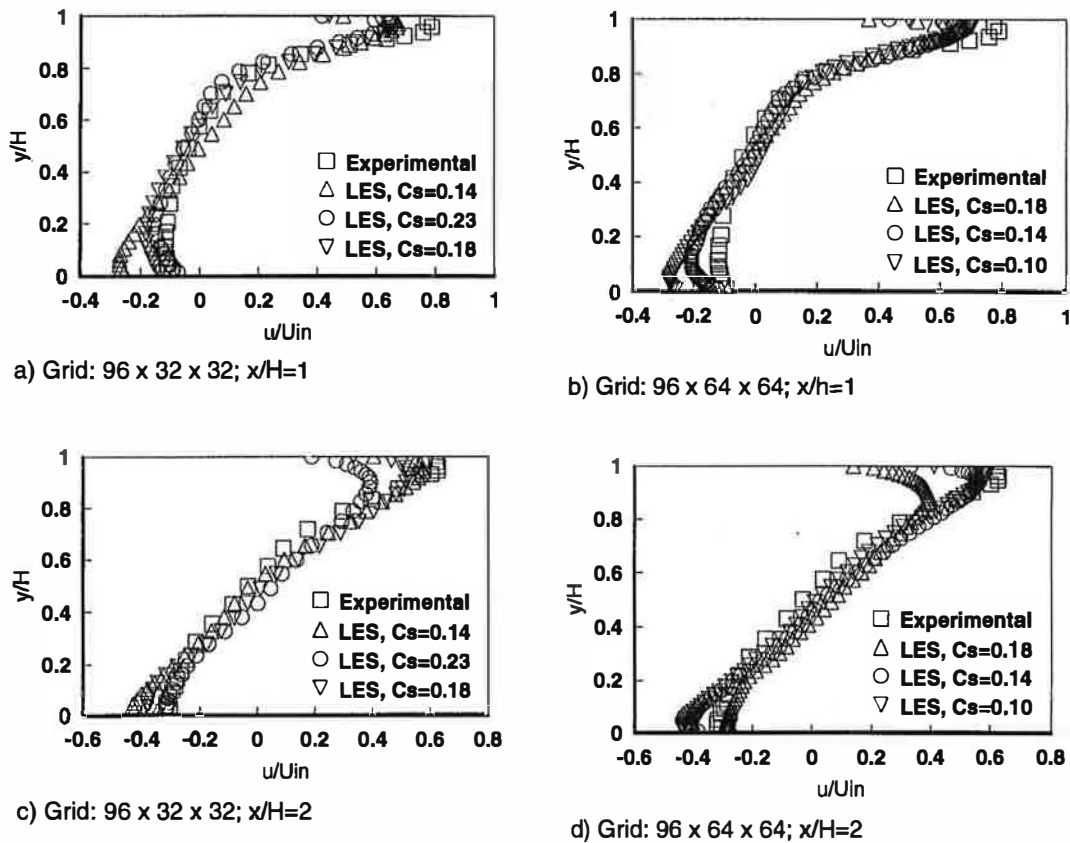 1
0.8
0.6
0.4
0.2
0
y/H
□ Experimental
△ LES, Cs=0.14
○ LES, Cs=0.23
▽ LES, Cs=0.18
-0.4 -0.2 0 0.2 0.4 0.6 0.8 1
u/Uin
a) Grid: 96 x 32 x 32; x/H=1
1
0.8
0.6
0.4
0.2
0
y/H
□ Experimental
△ LES, Cs=0.18
○ LES, Cs=0.14
▽ LES, Cs=0.10
-0.4 -0.2 0 0.2 0.4 0.6 0.8 1
u/Uin
b) Grid: 96 x 64 x 64; x/h=1
1
0.8
0.6
0.4
0.2
0
y/H
□ Experimental
△ LES, Cs=0.14
○ LES, Cs=0.23
▽ LES, Cs=0.18
-0.6 -0.4 -0.2 0 0.2 0.4 0.6 0.8
u/Uin
c) Grid: 96 x 32 x 32; x/H=2
1
0.8
0.6
0.4
0.2
0
y/H
□ Experimental
△ LES, Cs=0.18
○ LES, Cs=0.14
▽ LES, Cs=0.10
-0.6 -0.4 -0.2 0 0.2 0.4 0.6 0.8
u/Uin
d) Grid: 96 x 64 x 64; x/H=2